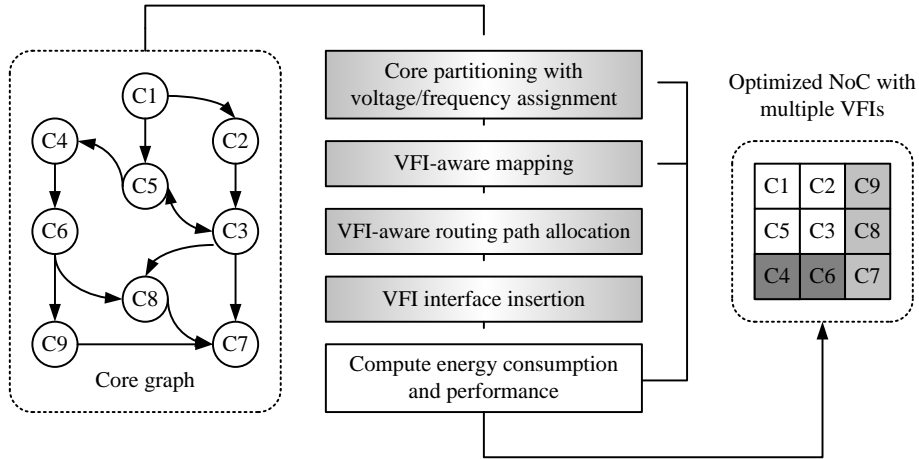 C1
C2
C4
C5
C6
C3
C8
C9
C7
Core graph
Core partitioning with
voltage/frequency assignment
VFI-aware mapping
VFI-aware routing path allocation
VFI interface insertion
Compute energy consumption
and performance
Optimized NoC with
multiple VFIs
C1 C2 C9
C5 C3 C8
C4 C6 C7